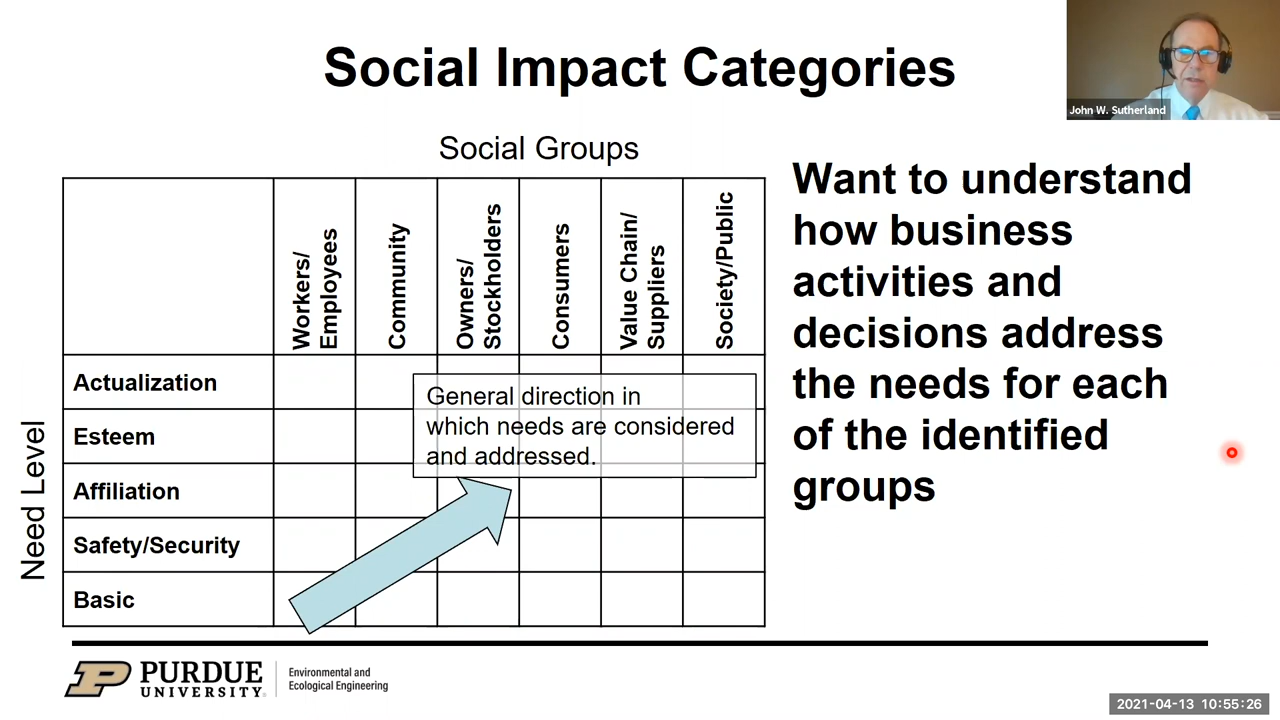 Social Impact Categories
John W. Sutherland
Social Groups
Workers/
Employees
Community
Owners/
Stockholders
Consumers
Value Chain/
Suppliers
Society/Public
Need Level
Actualization
Esteem
Affiliation
Safety/Security
Basic
General direction in
which needs are considered
and addressed.
Want to understand
how business
activities and
decisions address
the needs for each
of the identified
groups
PURDUE
UNIVERSITY®
Environmental and
Ecological Engineering
2021-04-13 10:55:26